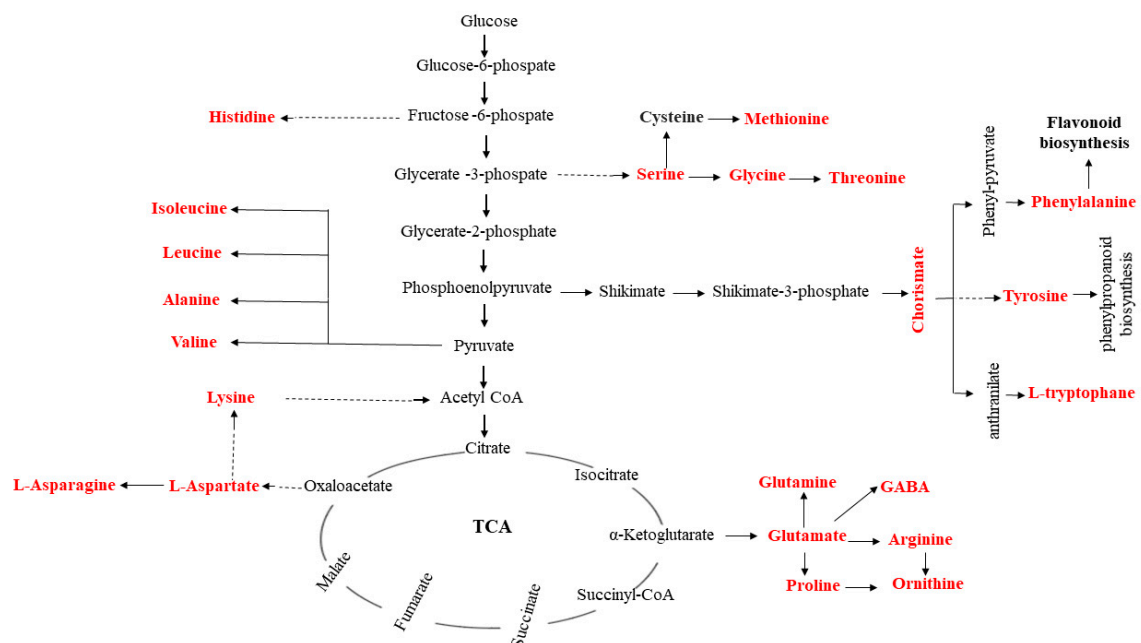 Glucose
Glucose-6-phospate
Histidine
Fructose -6-phospate
Cysteine
Methionine
Flavonoid
biosynthesis
Glycerate -3-phospate
Serine
Glycine
Threonine
Phenyl-pyruvate
Phenylalanine
Isoleucine
Glycerate-2-phosphate
Leucine
Alanine
Phosphoenolpyruvate
Shikimate
Shikimate-3-phosphate
Chorismate
Tyrosine
phenylpropanoid
biosynthesis
Valine
Pyruvate
Lysine
Acetyl CoA
anthranilate
L-tryptophane
Citrate
Isocitrate
L-Asparagine
L-Aspartate
Oxaloacetate
Glutamine
GABA
TCA
α-Ketoglutarate
Glutamate
Arginine
Malate
Fumarate
Succinate
Succinyl-CoA
Proline
Ornithine